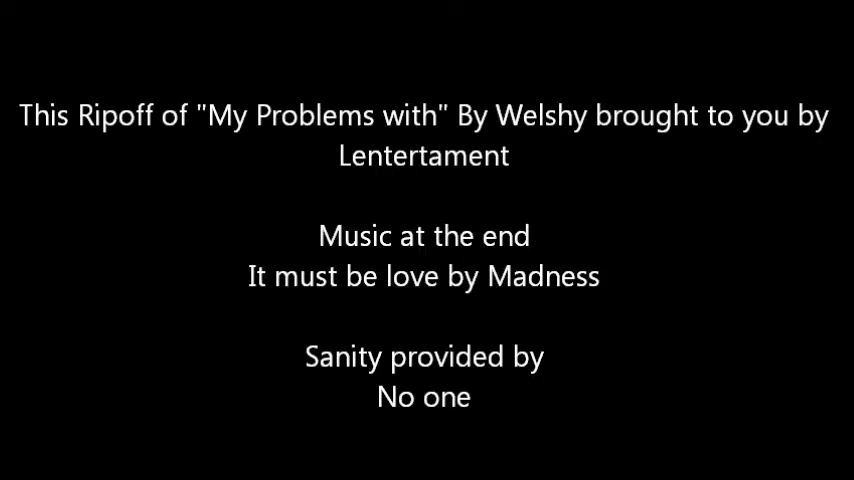 This Ripoff of "My Problems with" By Welshy brought to you by
Lentertament
Music at the end
It must be love by Madness
Sanity provided by
No one